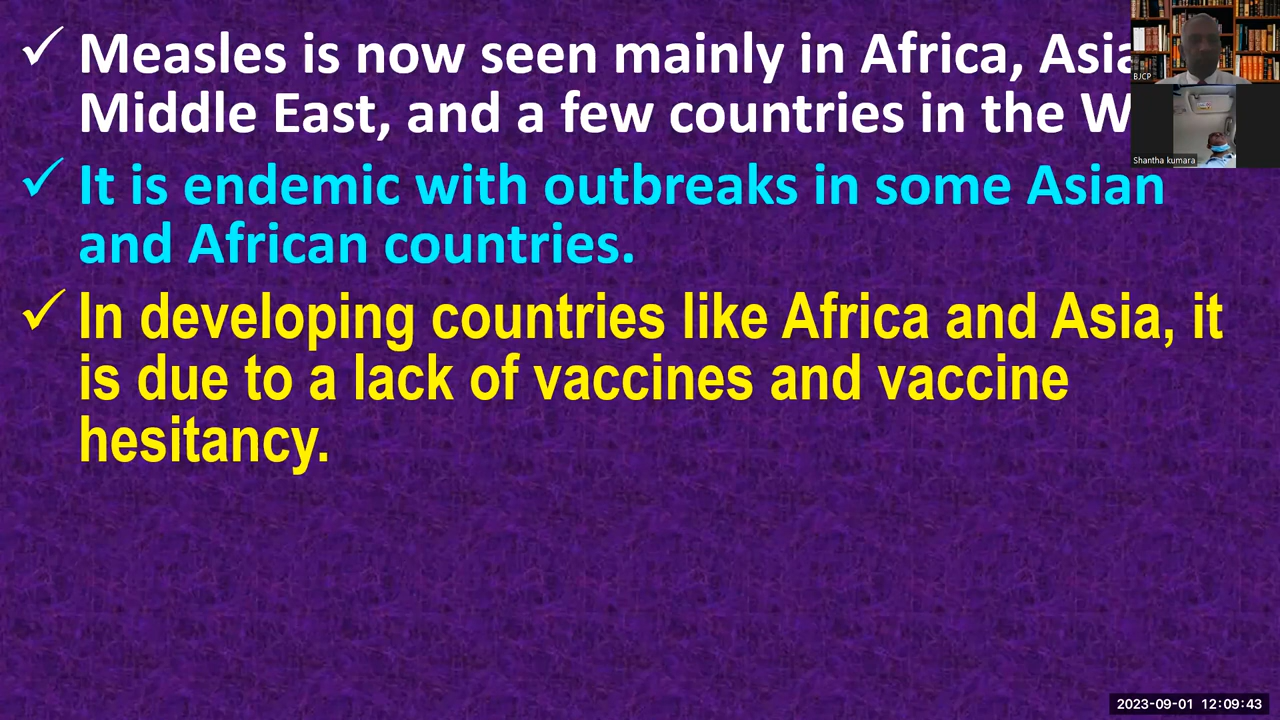 Measles is now seen mainly in Africa, Asia
Middle East, and a few countries in the W
It is endemic with outbreaks in some Asian
and African countries.
In developing countries like Africa and Asia, it
is due to a lack of vaccines and vaccine
hesitancy.
BJCP
Shantha kumara
2023-09-01 12:09:43